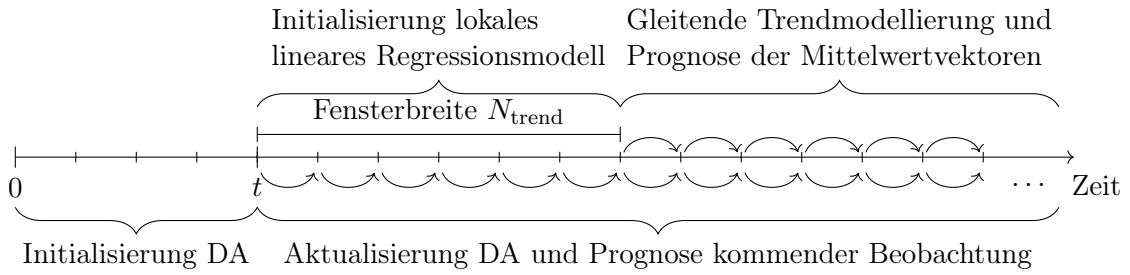 Initialisierung lokales
lineares Regressionsmodell
Gleitende Trendmodellierung und
Prognose der Mittelwertvektoren
Fensterbreite N_trend
0
t
...
Zeit
Initialisierung DA
Aktualisierung DA und Prognose kommender Beobachtung